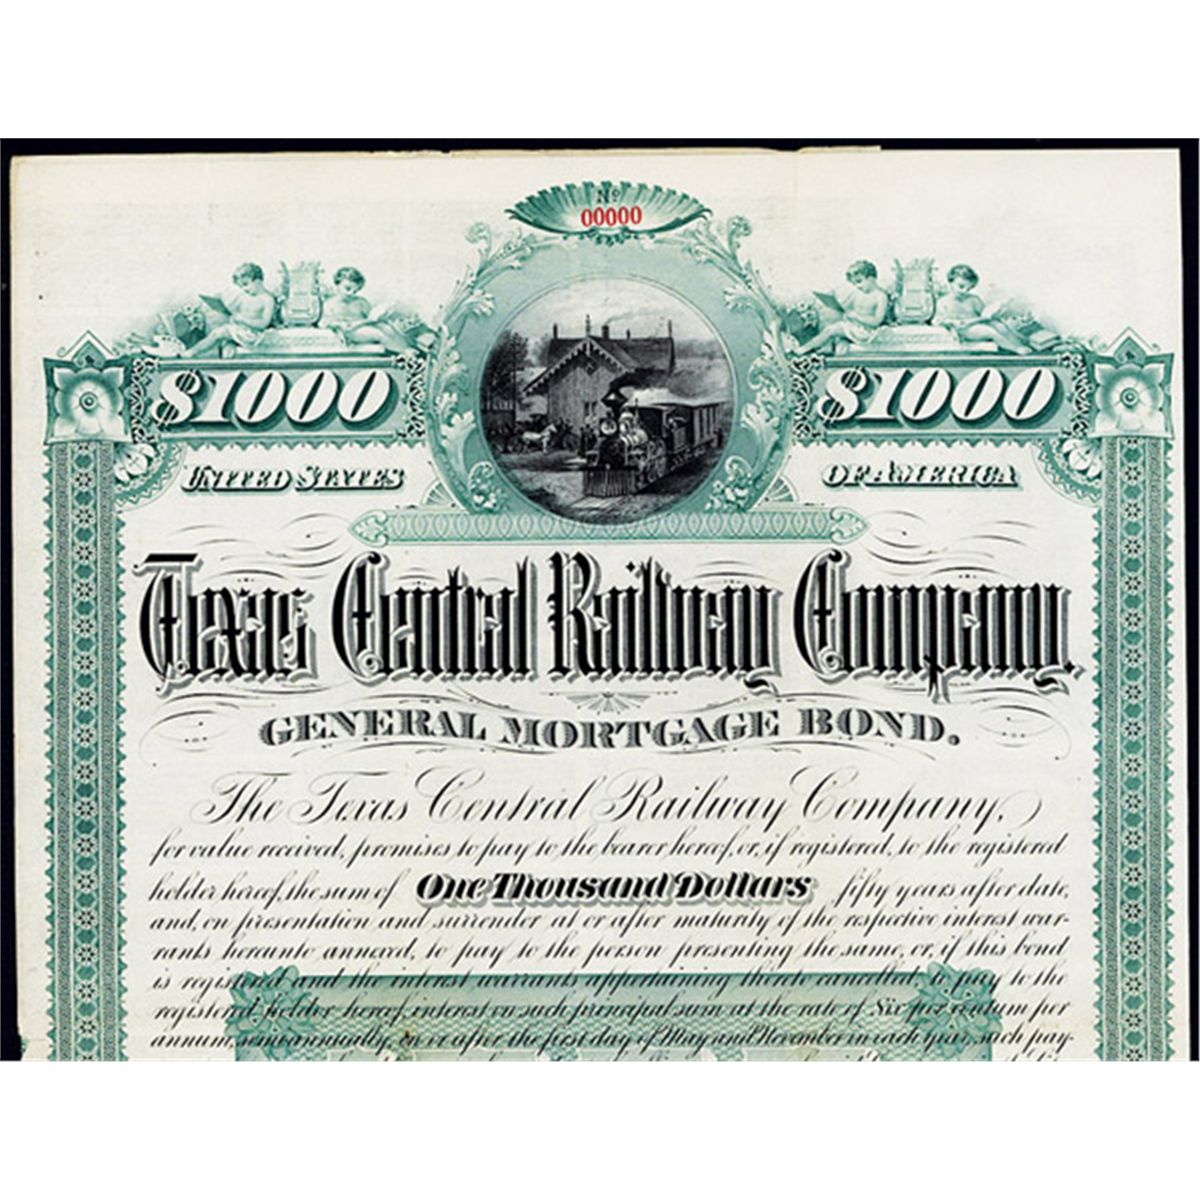 No
00000
$1000 $1000
UNITED STATES OF AMERICA
Texas Central Railway Company.
GENERAL MORTGAGE BOND.
The Texas Central Railway Company,
for value received, promises to pay to the bearer hereof, or, if registered, to the registered
holder hereof, the sum of One Thousand Dollars fifty years after date,
and, on presentation and surrender at or after maturity of the respective interest war-
rants hereunto annexed, to pay to the person presenting the same, or, if this bond
is registered and the interest warrants appertaining thereto cancelled to pay to the
registered holder hereof, interest on such principal sum at the rate of Six per centum per
annum, semiannually, on or after the first day of May and November in each year, such pay-